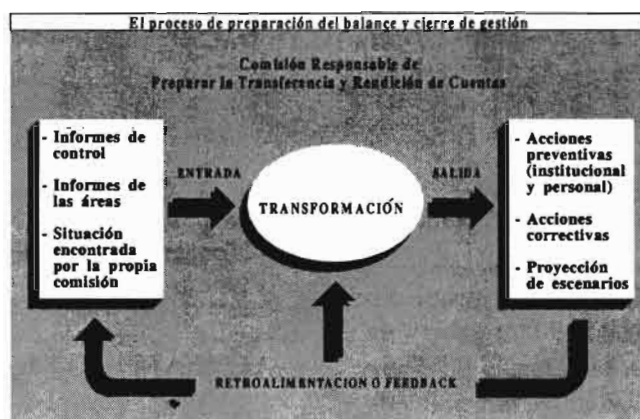 El proceso de preparación del balance y cierre de gestión
Comisión Responsable de
Preparar la Transferencia y Rendición de Cuentas
- Informes de
control
- Informes de
las áreas
- Situación
encontrada
por la propia
comisión
ENTRADA
TRANSFORMACIÓN
SALIDA
- Acciones
preventivas
(institucional
y personal)
- Acciones
correctivas
- Proyección
de escenarios
RETROALIMENTACION O FEEDBACK